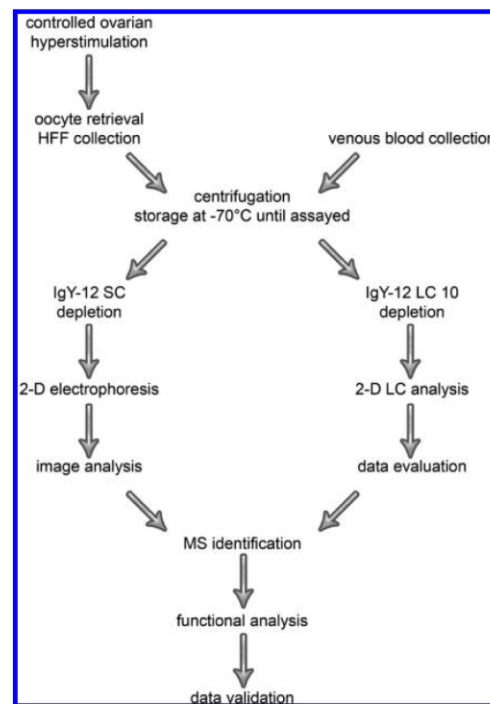 controlled ovarian
hyperstimulation
oocyte retrieval
HFF collection
venous blood collection
centrifugation
storage at -70°C until assayed
IgY-12 SC
depletion
IgY-12 LC 10
depletion
2-D electrophoresis
2-D LC analysis
image analysis
data evaluation
MS identification
functional analysis
data validation